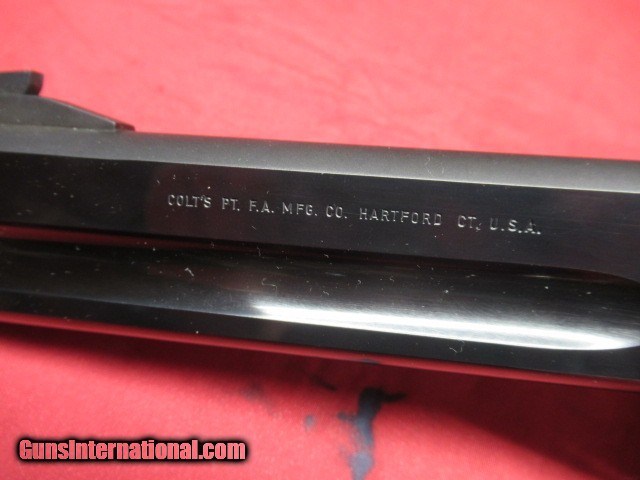 COLT'S PT. F.A. MFG. CO. HARTFORD CT, U.S.A.
GunsInternational.com